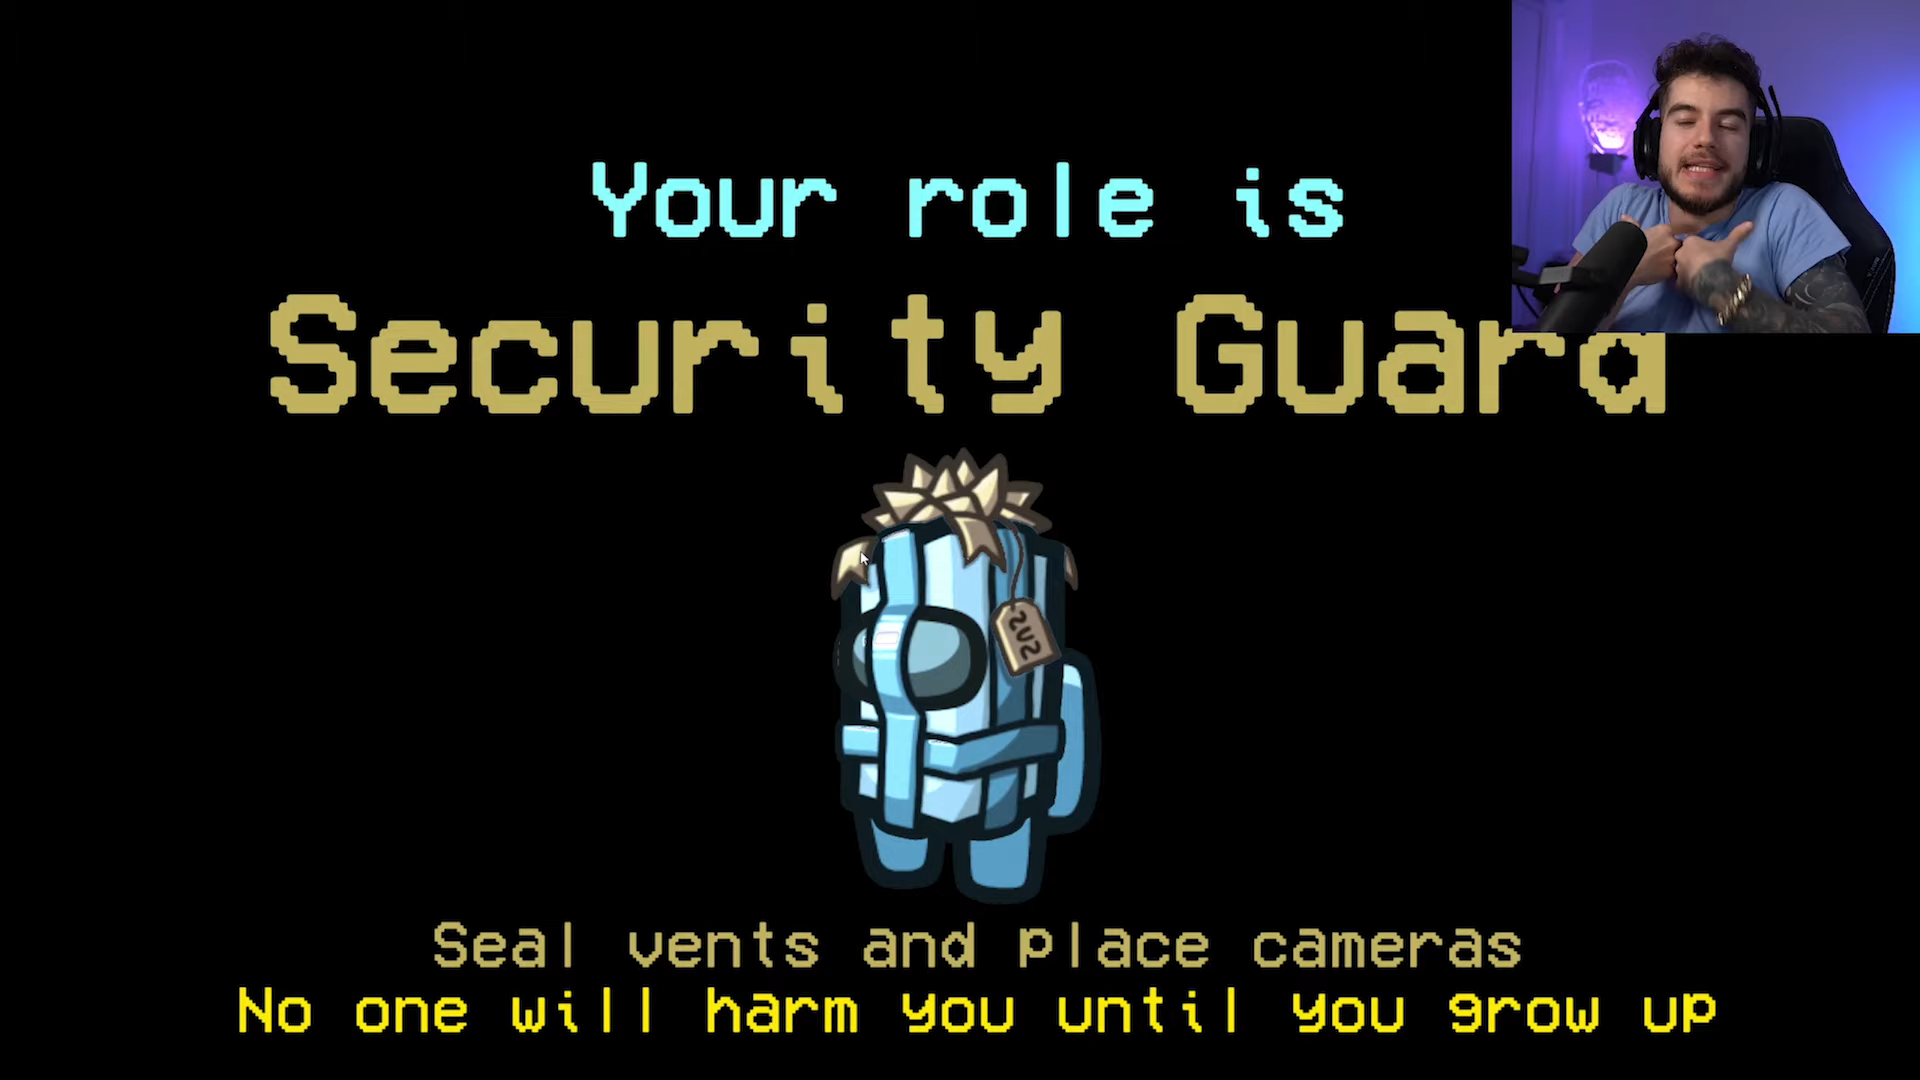 Your role is
Security Guard
SUS
Seal vents and place cameras
No one will harm you until you grow up